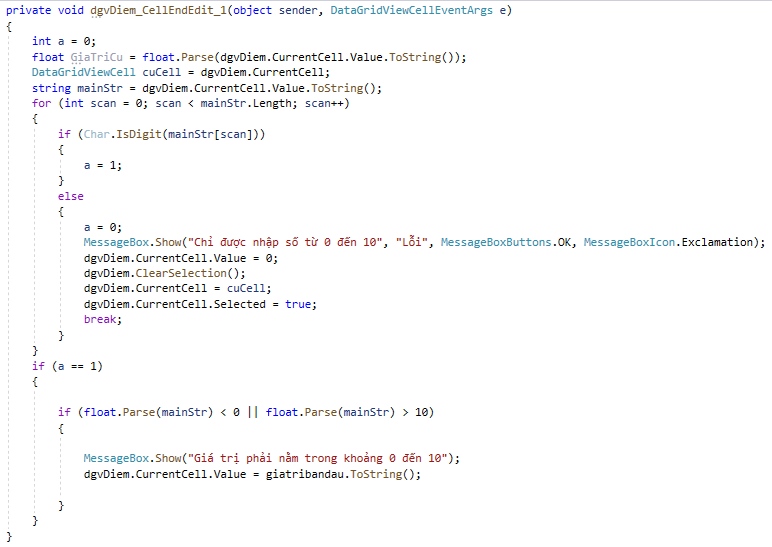 private void dgvDiem_CellEndEdit_1(object sender, DataGridViewCellEventArgs e)
{
int a = 0;
float GiaTriCu = float.Parse(dgvDiem.CurrentCell.Value.ToString());
DataGridViewCell cuCell = dgvDiem.CurrentCell;
string mainStr = dgvDiem.CurrentCell.Value.ToString();
for (int scan = 0; scan < mainStr.Length; scan++)
{
if (Char.IsDigit(mainStr[scan]))
{
a = 1;
}
else
{
a = 0;
MessageBox.Show("Chỉ được nhập số từ 0 đến 10", "Lỗi", MessageBoxButtons.OK, MessageBoxIcon.Exclamation);
dgvDiem.CurrentCell.Value = 0;
dgvDiem.ClearSelection();
dgvDiem.CurrentCell = cuCell;
dgvDiem.CurrentCell.Selected = true;
break;
}
}
if (a == 1)
{
if (float.Parse(mainStr) < 0 || float.Parse(mainStr) > 10)
{
MessageBox.Show("Giá trị phải nằm trong khoảng 0 đến 10");
dgvDiem.CurrentCell.Value = giatribandau.ToString();
}
}
}